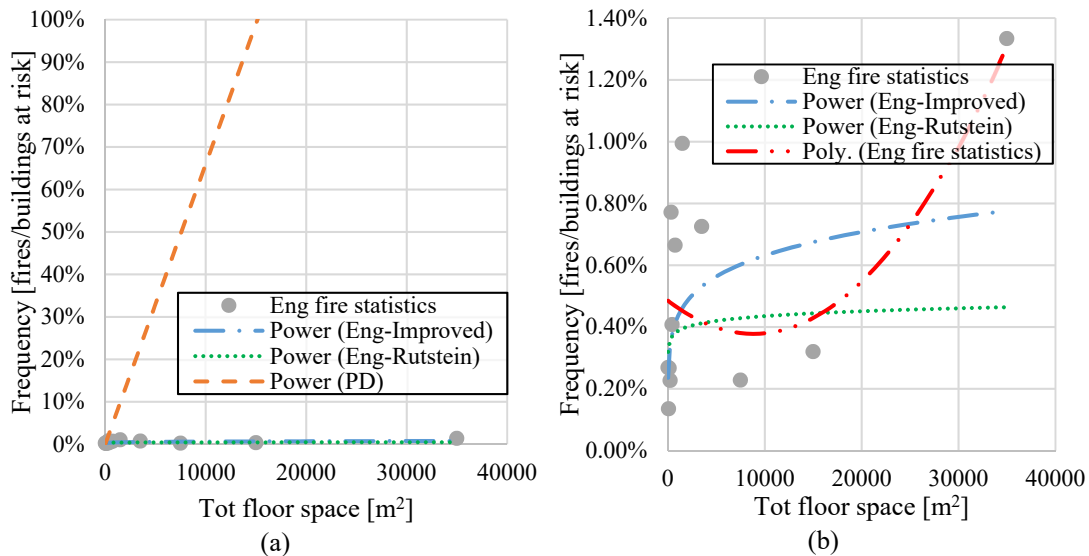 100%
90%
80%
70%
60%
50%
40%
30%
20%
10%
0%
Frequency [fires/buildings at risk]
Eng fire statistics
Power (Eng-Improved)
Power (Eng-Rutstein)
Power (PD)
0 10000 20000 30000 40000
Tot floor space [m²]
(a)
1.40%
1.20%
1.00%
0.80%
0.60%
0.40%
0.20%
0.00%
Frequency [fires/buildings at risk]
Eng fire statistics
Power (Eng-Improved)
Power (Eng-Rutstein)
Poly. (Eng fire statistics)
0 10000 20000 30000 40000
Tot floor space [m²]
(b)